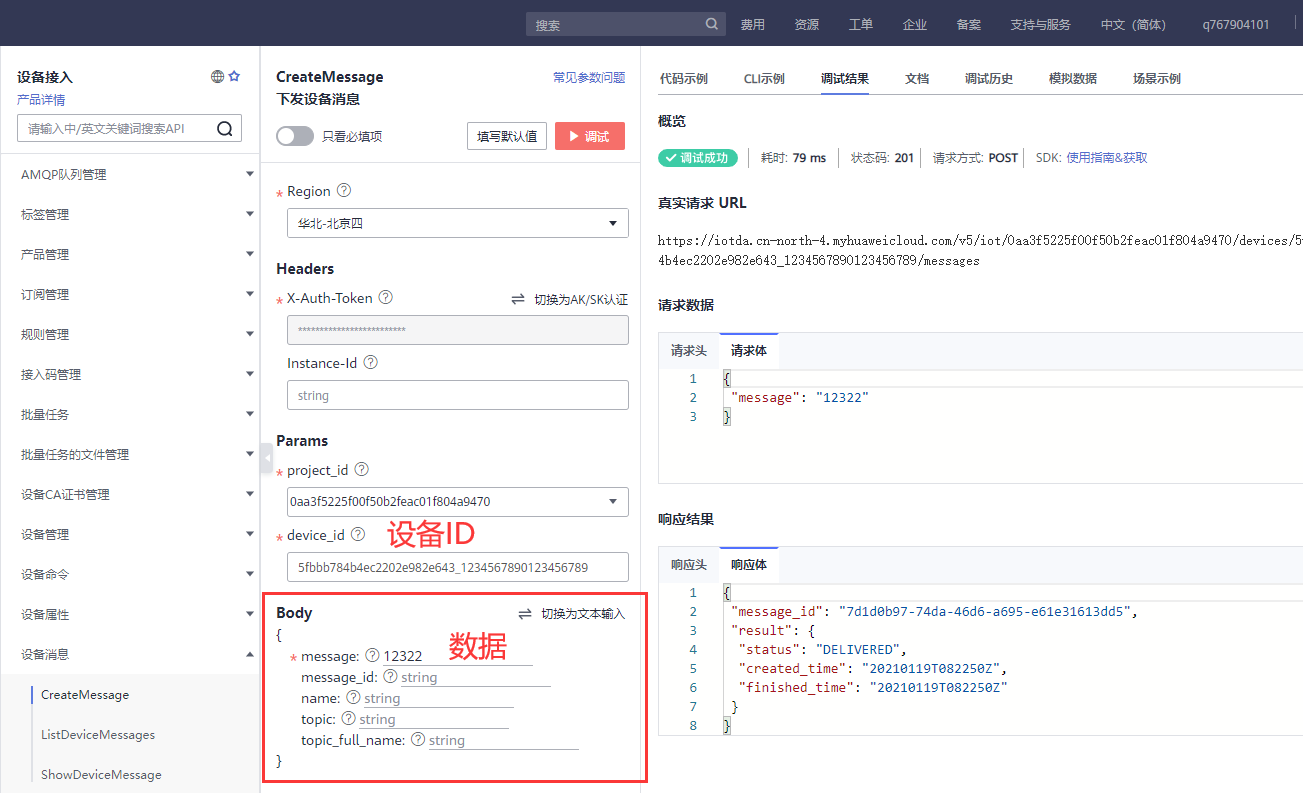 搜索 费用 资源 工单 企业 备案 支持与服务 中文（简体） q767904101
设备接入
产品详情
请输入中/英文关键词搜索API
AMQP队列管理
标签管理
产品管理
订阅管理
规则管理
接入码管理
批量任务
批量任务的文件管理
设备CA证书管理
设备管理
设备命令
设备属性
设备消息
CreateMessage
ListDeviceMessages
ShowDeviceMessage
CreateMessage 常见参数问题
下发设备消息
只看必填项 填写默认值 调试
* Region ?
华北-北京四
Headers
* X-Auth-Token ? 切换为AK/SK认证
*************************
Instance-Id ?
string
Params
* project_id ?
0aa3f5225f00f50b2feac01f804a9470
* device_id ? 设备ID
5fbbb784b4ec2202e982e643_1234567890123456789
Body 切换为文本输入
{
* message: ? 12322 数据
message_id: ? string
name: ? string
topic: ? string
topic_full_name: ? string
}
代码示例 CLI示例 调试结果 文档 调试历史 模拟数据 场景示例
概览
调试成功 耗时: 79 ms 状态码: 201 请求方式: POST SDK: 使用指南&获取
真实请求 URL
https://iotda.cn-north-4.myhuaweicloud.com/v5/iot/0aa3f5225f00f50b2feac01f804a9470/devices/5
4b4ec2202e982e643_1234567890123456789/messages
请求数据
请求头 请求体
1 {
2 "message": "12322"
3 }
响应结果
响应头 响应体
1 {
2 "message_id": "7d1d0b97-74da-46d6-a695-e61e31613dd5",
3 "result": {
4 "status": "DELIVERED",
5 "created_time": "20210119T082250Z",
6 "finished_time": "20210119T082250Z"
7 }
8 }